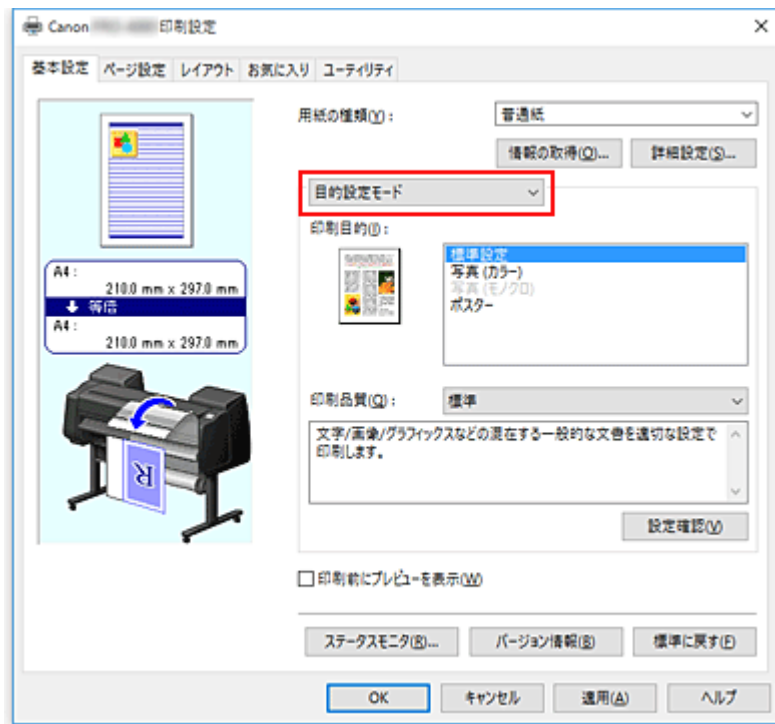 Canon 印刷設定
基本設定 ページ設定 レイアウト お気に入り ユーティリティ
用紙の種類(Y):
普通紙
情報の取得(O)... 詳細設定(S)...
目的設定モード
印刷目的(I):
標準設定
写真 (カラー)
写真 (モノクロ)
ポスター
A4:
210.0 mm x 297.0 mm
等倍
A4:
210.0 mm x 297.0 mm
R
印刷品質(Q):
標準
文字/画像/グラフィックスなどの混在する一般的な文書を適切な設定で
印刷します。
設定確認(V)
印刷前にプレビューを表示(W)
ステータスモニタ(R)... バージョン情報(B) 標準に戻す(F)
OK キャンセル 適用(A) ヘルプ